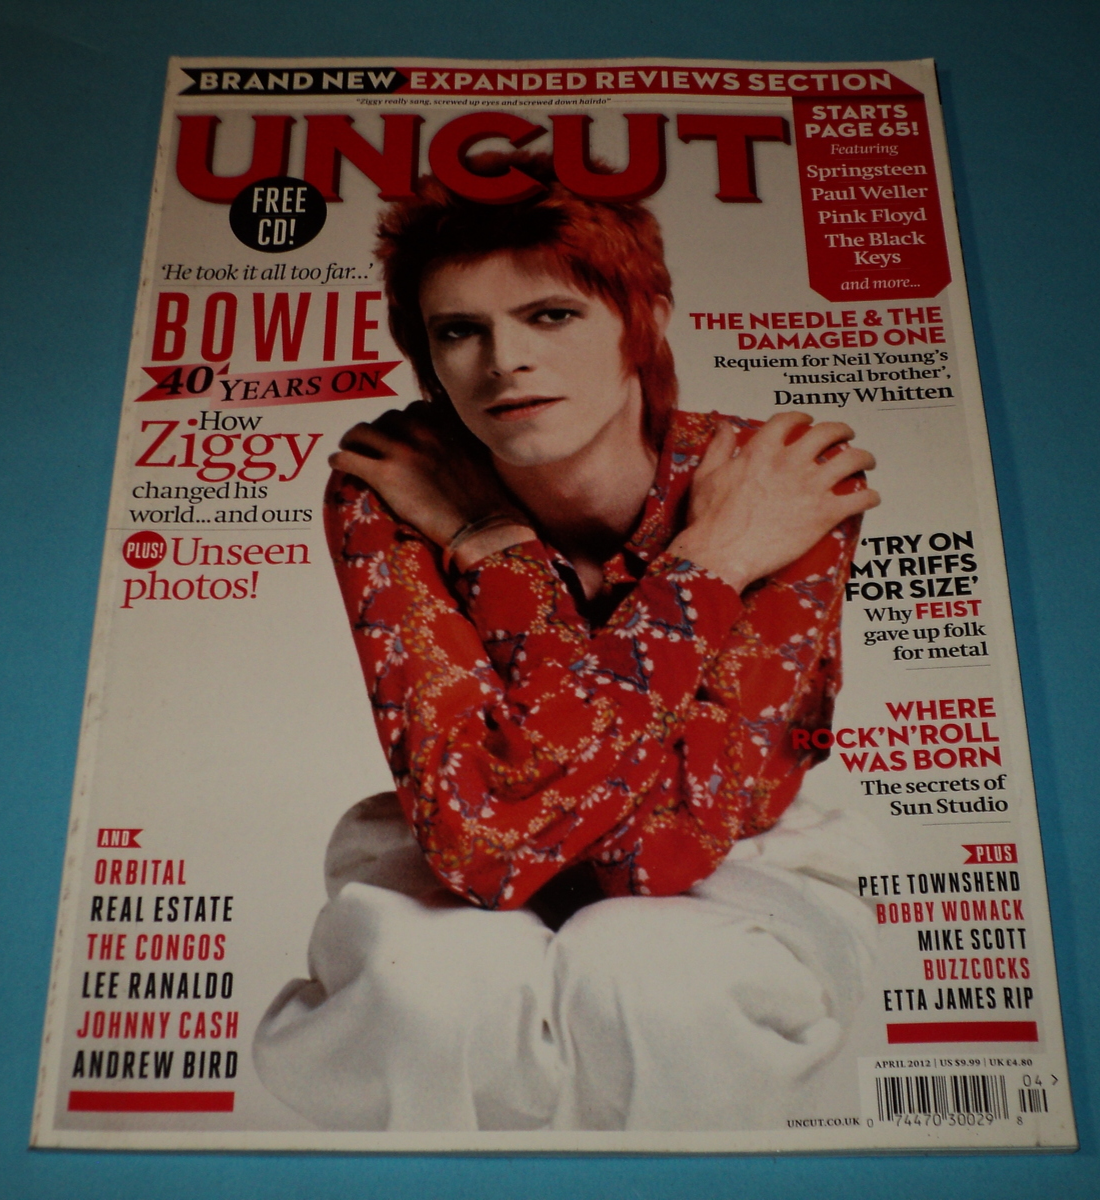 BRAND NEW EXPANDED REVIEWS SECTION
"Ziggy really sang, screwed up eyes and screwed down hairdo"
UNCUT
STARTS
PAGE 65!
Featuring
Springsteen
Paul Weller
Pink Floyd
The Black
Keys
and more...
FREE
CD!
'He took it all too far...'
BOWIE
40 YEARS ON
How
Ziggy
changed his
world... and ours
PLUS! Unseen
photos!
THE NEEDLE & THE
DAMAGED ONE
Requiem for Neil Young's
'musical brother',
Danny Whitten
'TRY ON
MY RIFFS
FOR SIZE'
Why FEIST
gave up folk
for metal
WHERE
ROCK'N'ROLL
WAS BORN
The secrets of
Sun Studio
AND
ORBITAL
REAL ESTATE
THE CONGOS
LEE RANALDO
JOHNNY CASH
ANDREW BIRD
PLUS
PETE TOWNSHEND
BOBBY WOMACK
MIKE SCOTT
BUZZCOCKS
ETTA JAMES RIP
APRIL 2012 | US $9.99 | UK £4.80
04 >
UNCUT.CO.UK
0 74470 30029 8